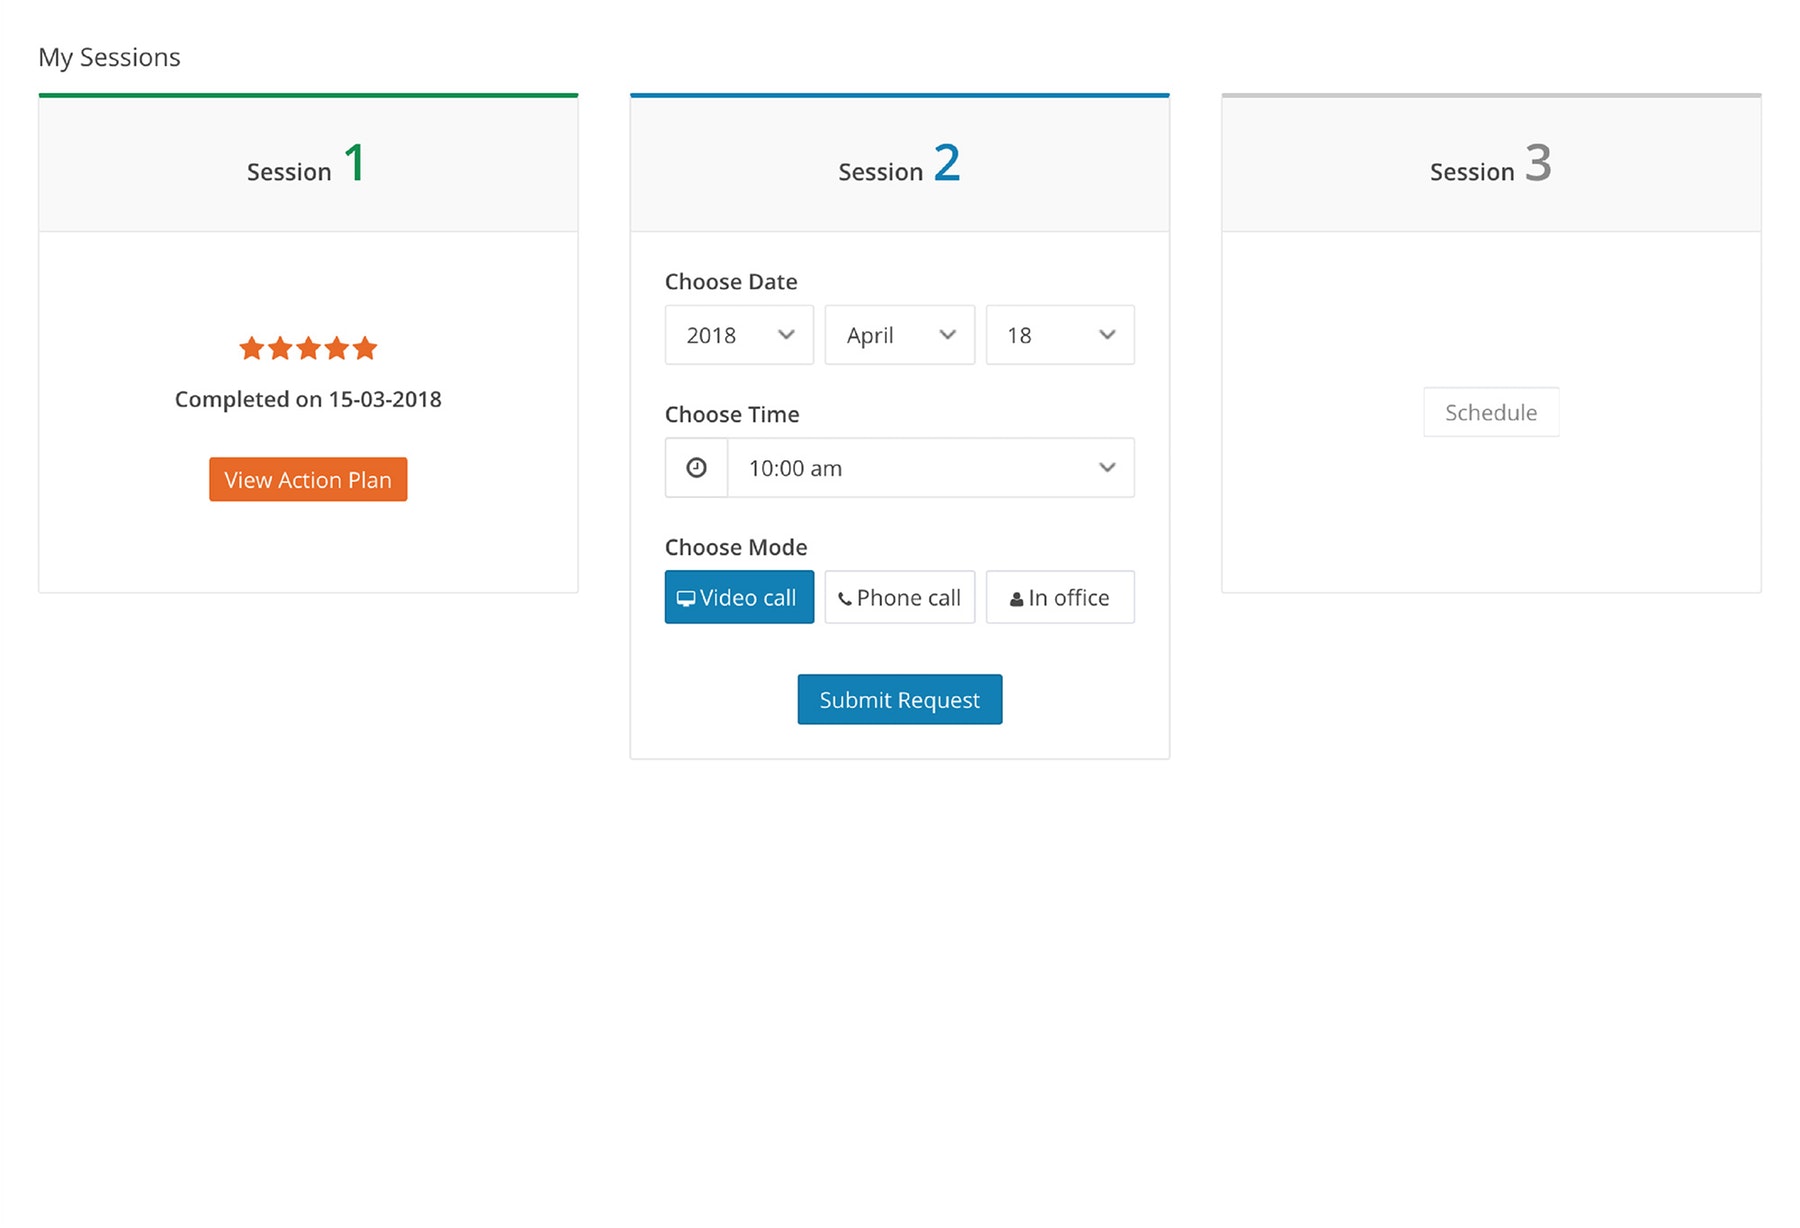 My Sessions
Session 1
Completed on 15-03-2018
View Action Plan
Session 2
Choose Date
2018 April 18
Choose Time
10:00 am
Choose Mode
Video call Phone call In office
Submit Request
Session 3
Schedule